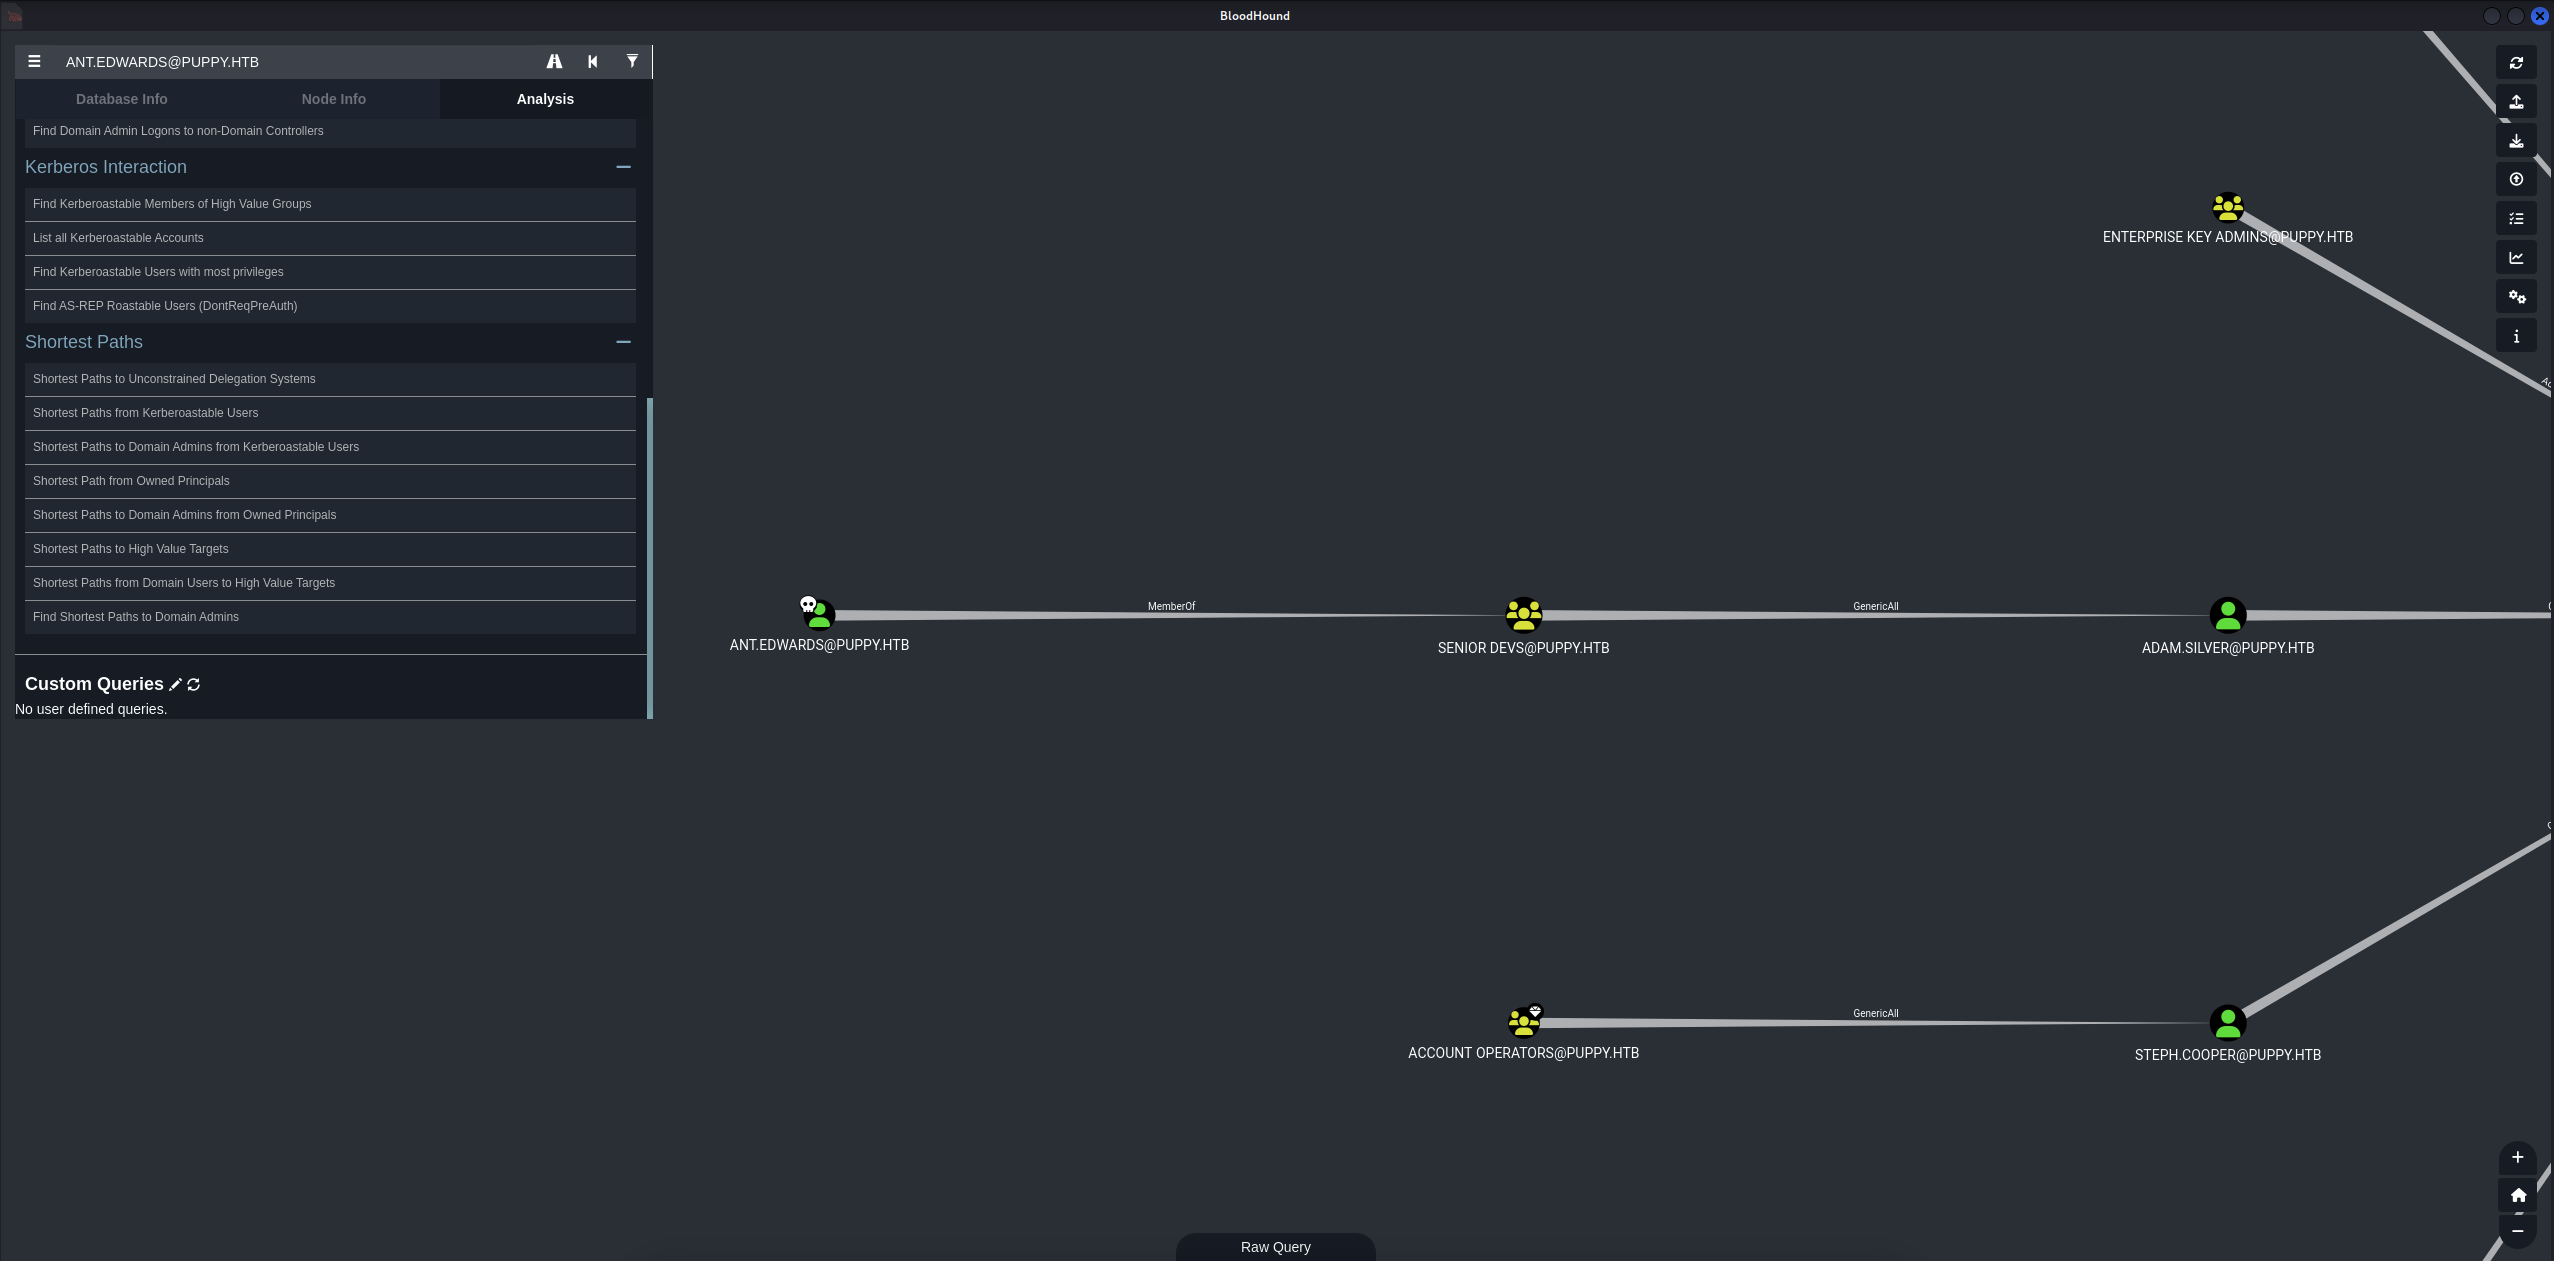 BloodHound
ANT.EDWARDS@PUPPY.HTB
Database Info
Node Info
Analysis
Find Domain Admin Logons to non-Domain Controllers
Kerberos Interaction
Find Kerberoastable Members of High Value Groups
List all Kerberoastable Accounts
Find Kerberoastable Users with most privileges
Find AS-REP Roastable Users (DontReqPreAuth)
Shortest Paths
Shortest Paths to Unconstrained Delegation Systems
Shortest Paths from Kerberoastable Users
Shortest Paths to Domain Admins from Kerberoastable Users
Shortest Path from Owned Principals
Shortest Paths to Domain Admins from Owned Principals
Shortest Paths to High Value Targets
Shortest Paths from Domain Users to High Value Targets
Find Shortest Paths to Domain Admins
Custom Queries
No user defined queries.
ENTERPRISE KEY ADMINS@PUPPY.HTB
MemberOf
GenericAll
ANT.EDWARDS@PUPPY.HTB
SENIOR DEVS@PUPPY.HTB
ADAM.SILVER@PUPPY.HTB
GenericAll
ACCOUNT OPERATORS@PUPPY.HTB
STEPH.COOPER@PUPPY.HTB
Raw Query